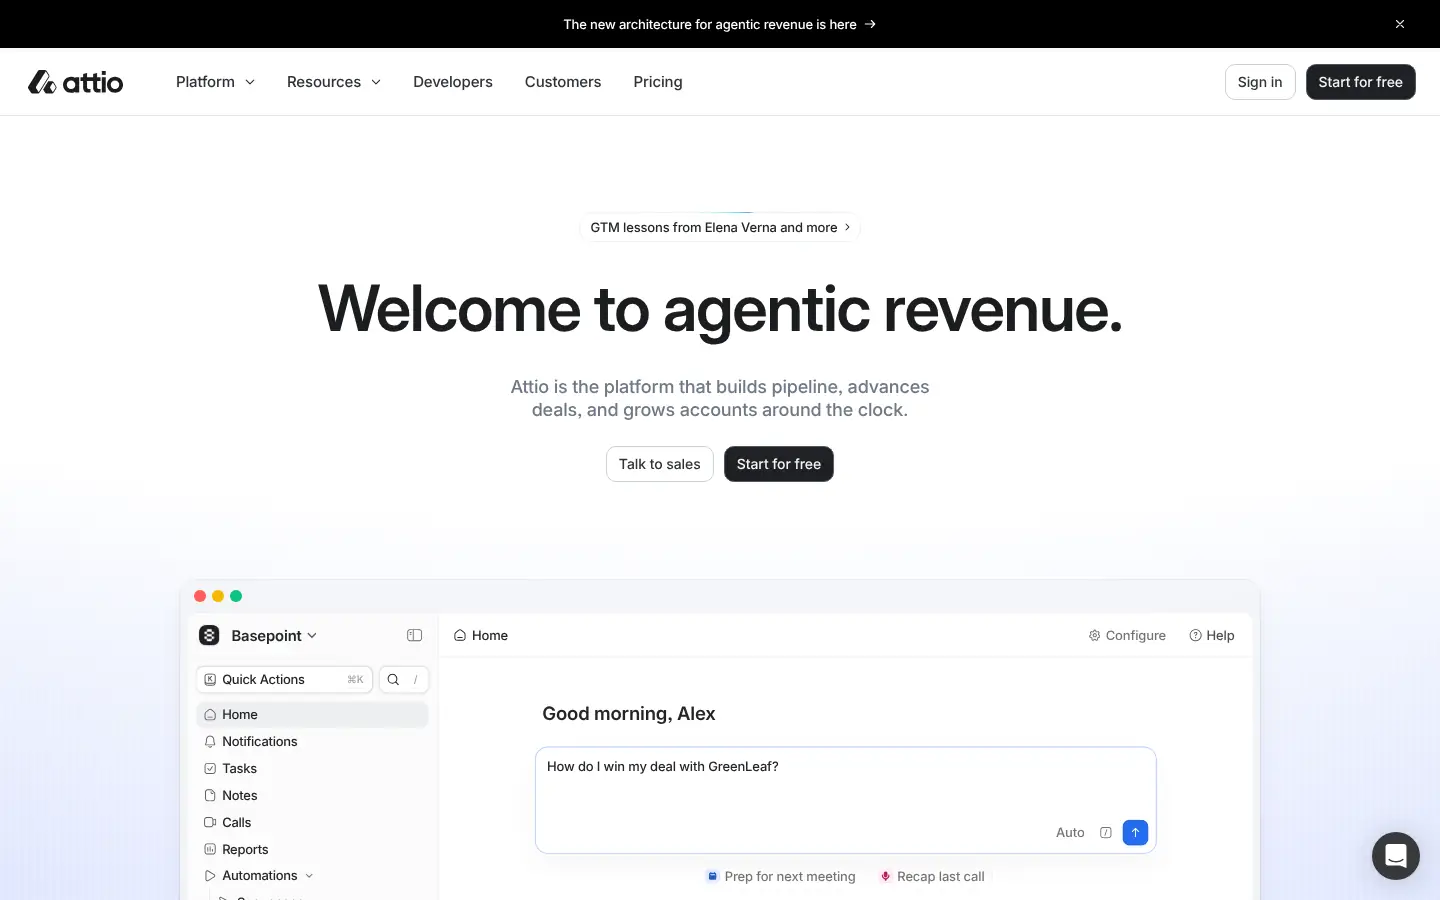 The new architecture for agentic revenue is here →
attio
Platform
Resources
Developers
Customers
Pricing
Sign in
Start for free
GTM lessons from Elena Verna and more
Welcome to agentic revenue.
Attio is the platform that builds pipeline, advances
deals, and grows accounts around the clock.
Talk to sales
Start for free
Basepoint
Home
Configure
Help
Quick Actions
⌘K
/
Home
Notifications
Tasks
Notes
Calls
Reports
Automations
Good morning, Alex
How do I win my deal with GreenLeaf?
Auto
Prep for next meeting
Recap last call